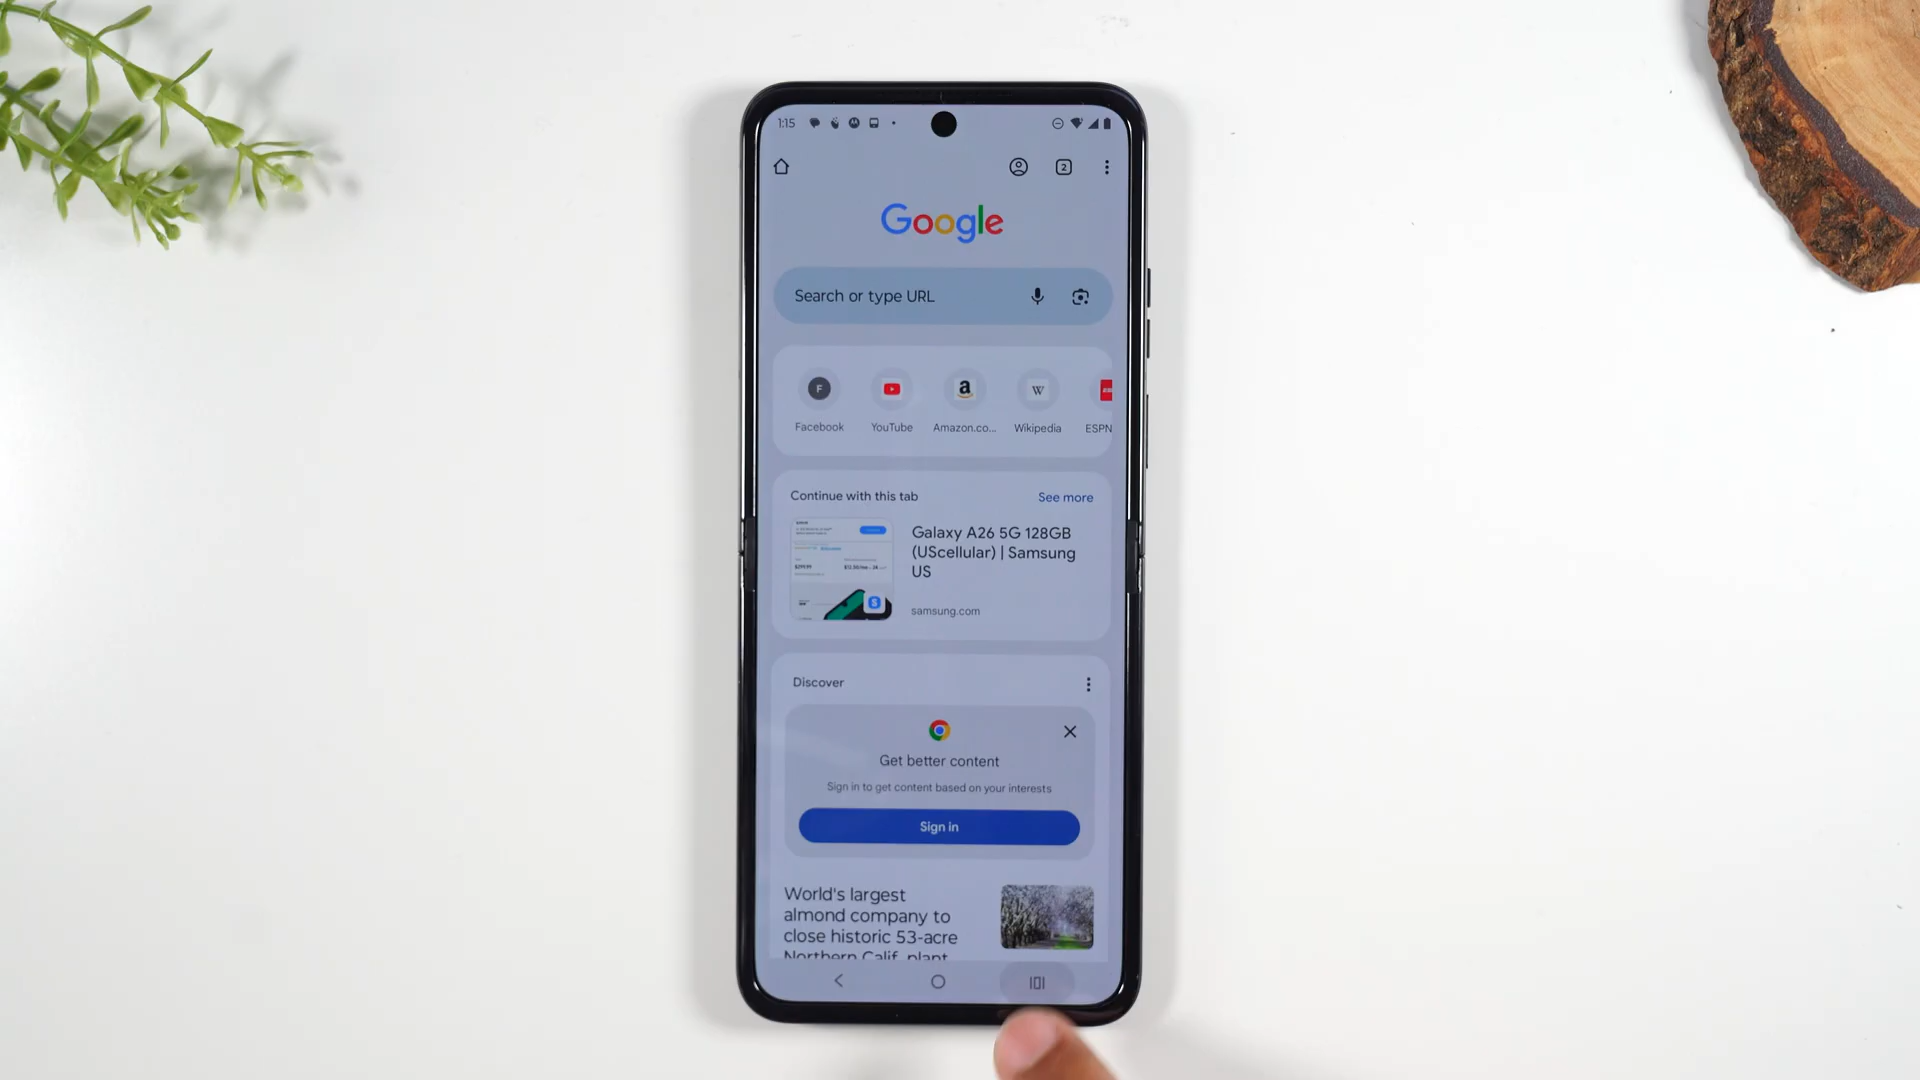 1:15
2
Google
Search or type URL
F
a
W
Facebook
YouTube
Amazon.co...
Wikipedia
ESPN
Continue with this tab
See more
Galaxy A26 5G 128GB
(UScellular) | Samsung
US
samsung.com
Discover
Get better content
Sign in to get content based on your interests
Sign in
World's largest
almond company to
close historic 53-acre
Northern Calif. plant